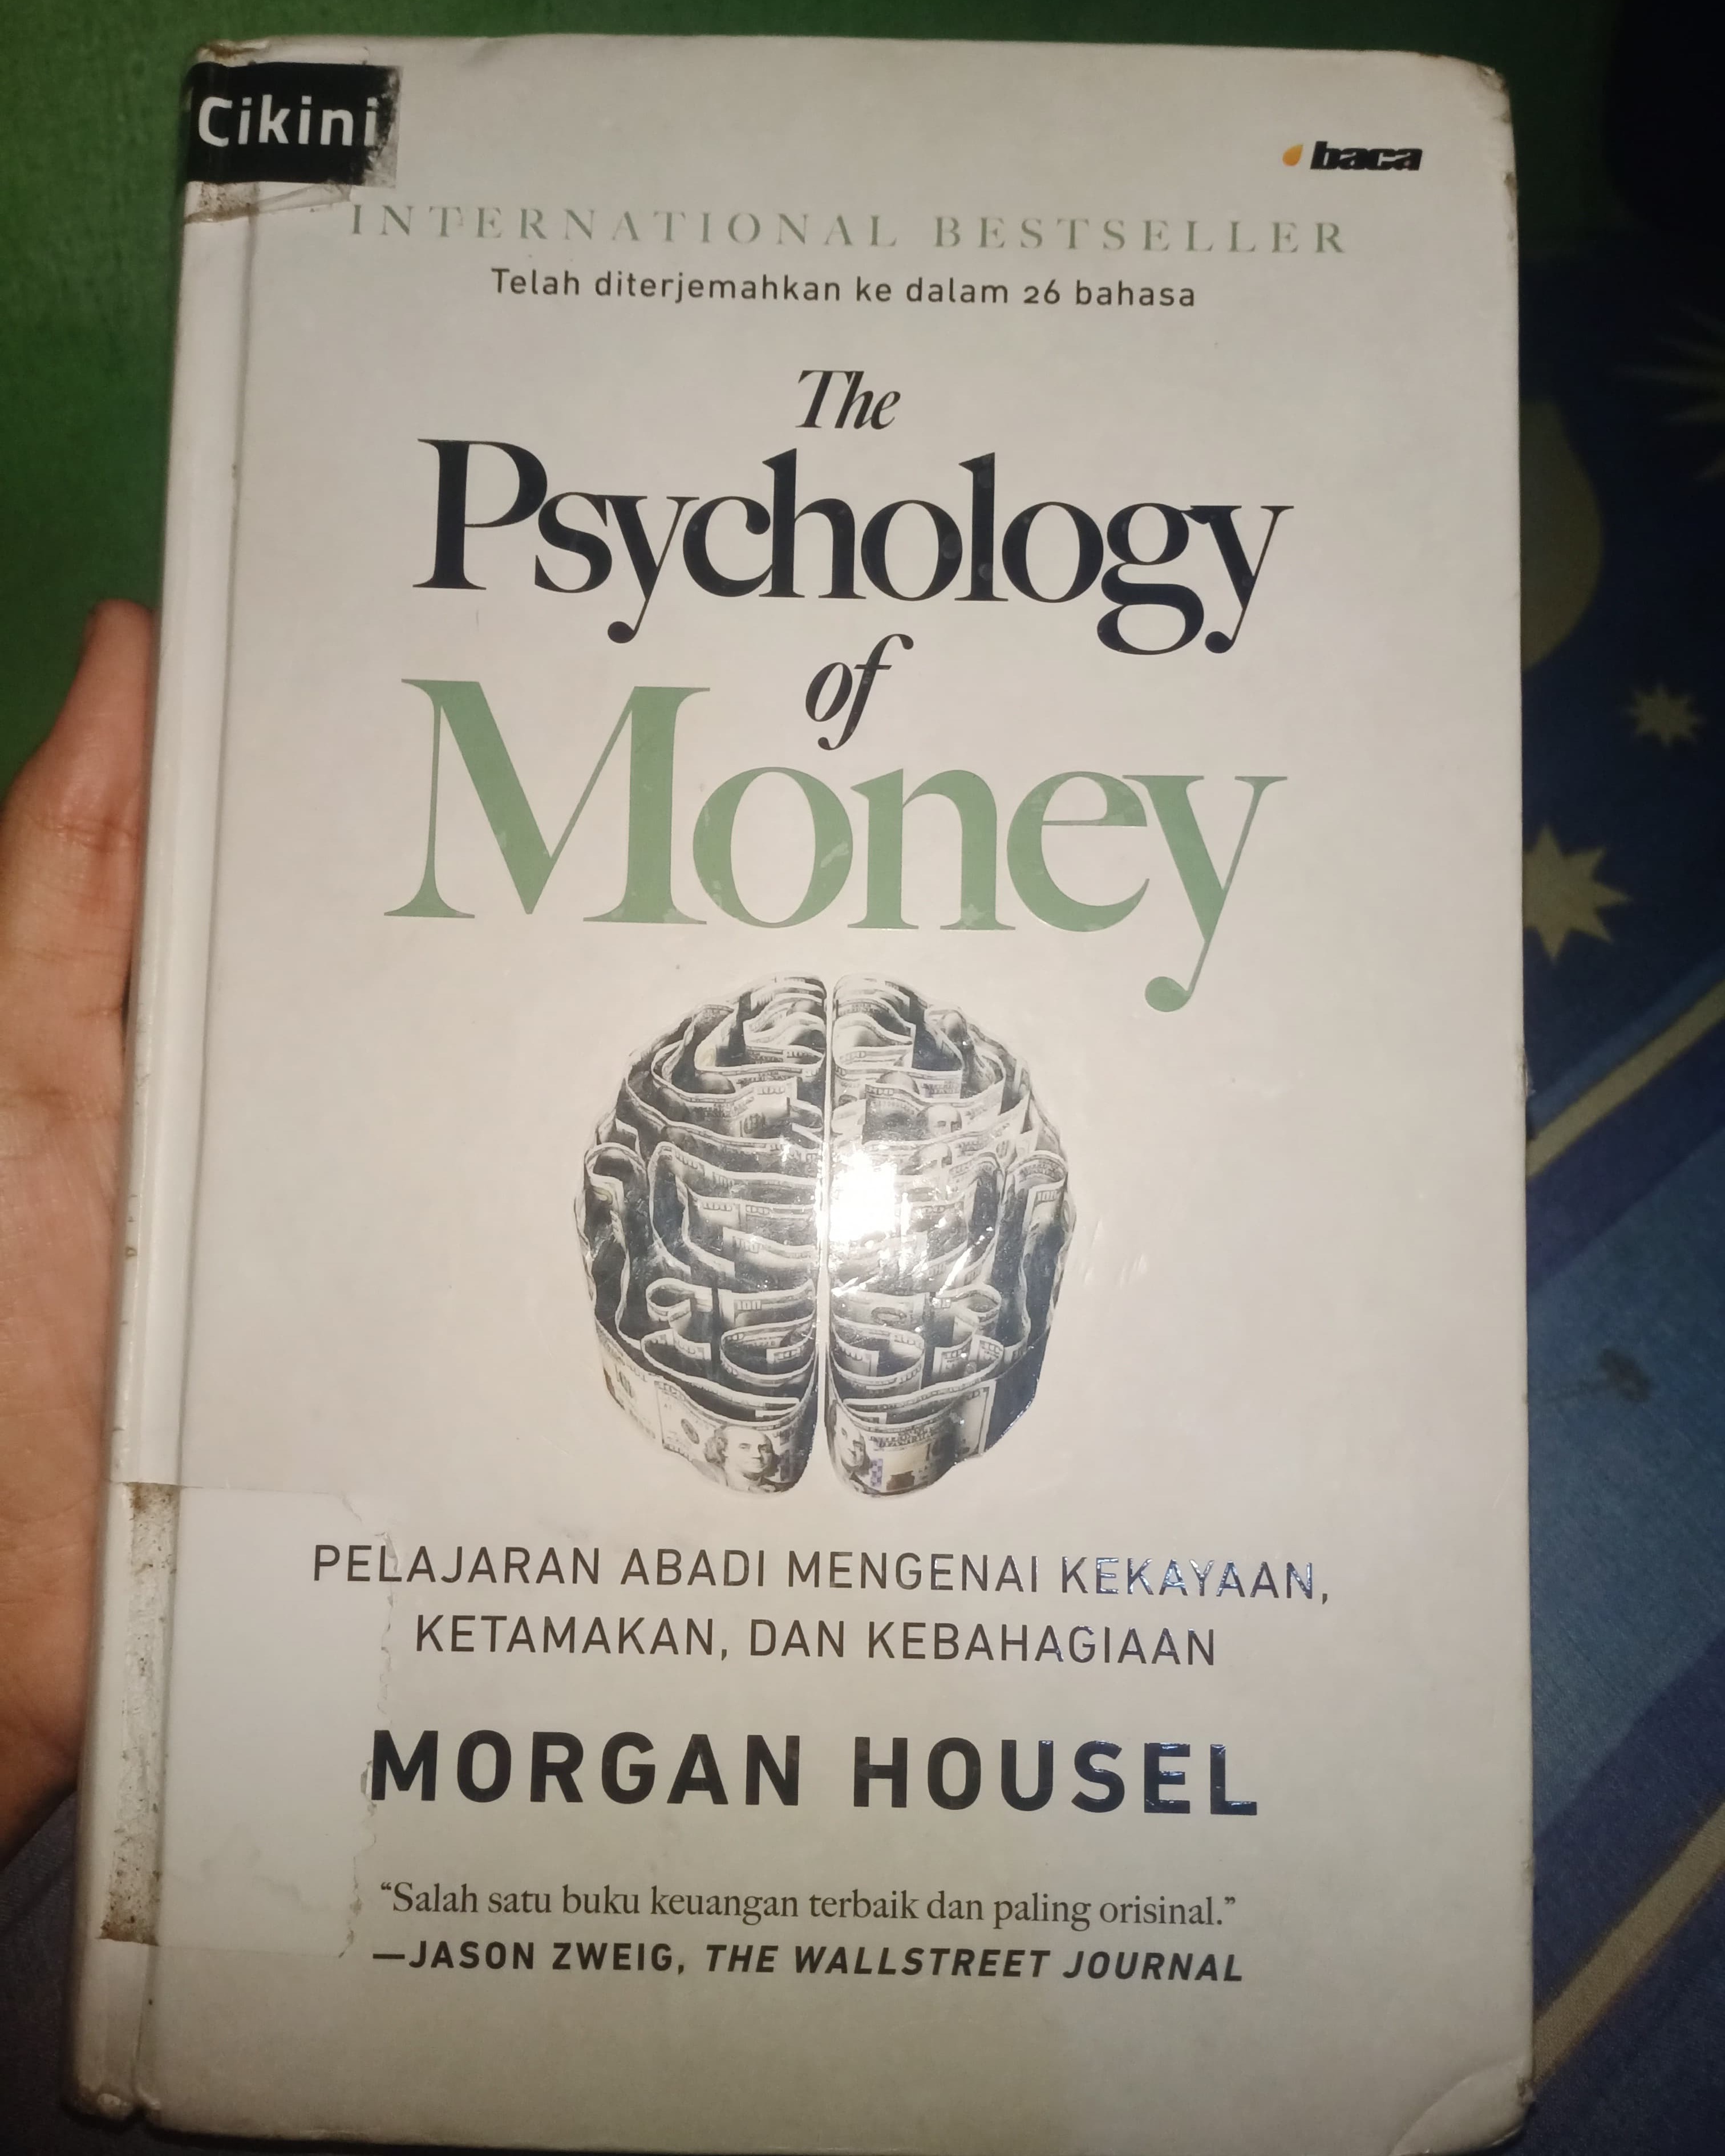 Cikini
baca
INTERNATIONAL BESTSELLER
Telah diterjemahkan ke dalam 26 bahasa
The
Psychology
of
Money
PELAJARAN ABADI MENGENAI KEKAYAAN,
KETAMAKAN, DAN KEBAHAGIAAN
MORGAN HOUSEL
“Salah satu buku keuangan terbaik dan paling orisinal.”
—JASON ZWEIG, THE WALLSTREET JOURNAL